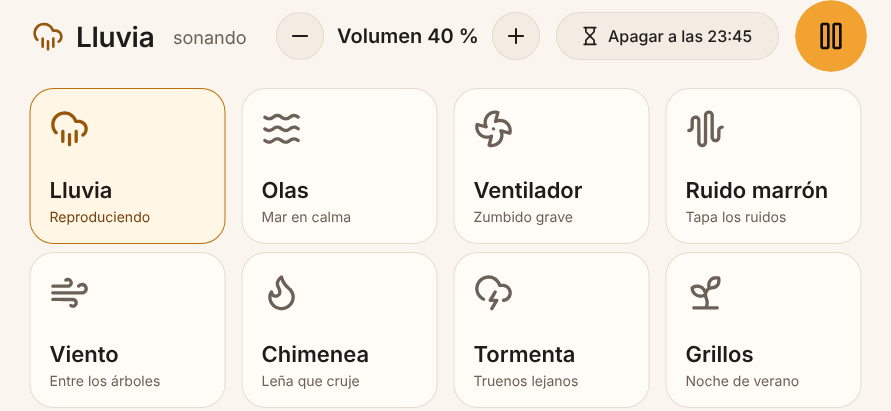 Lluvia sonando Volumen 40 % Apagar a las 23:45
Lluvia
Reproduciendo
Olas
Mar en calma
Ventilador
Zumbido grave
Ruido marrón
Tapa los ruidos
Viento
Entre los árboles
Chimenea
Leña que cruje
Tormenta
Truenos lejanos
Grillos
Noche de verano